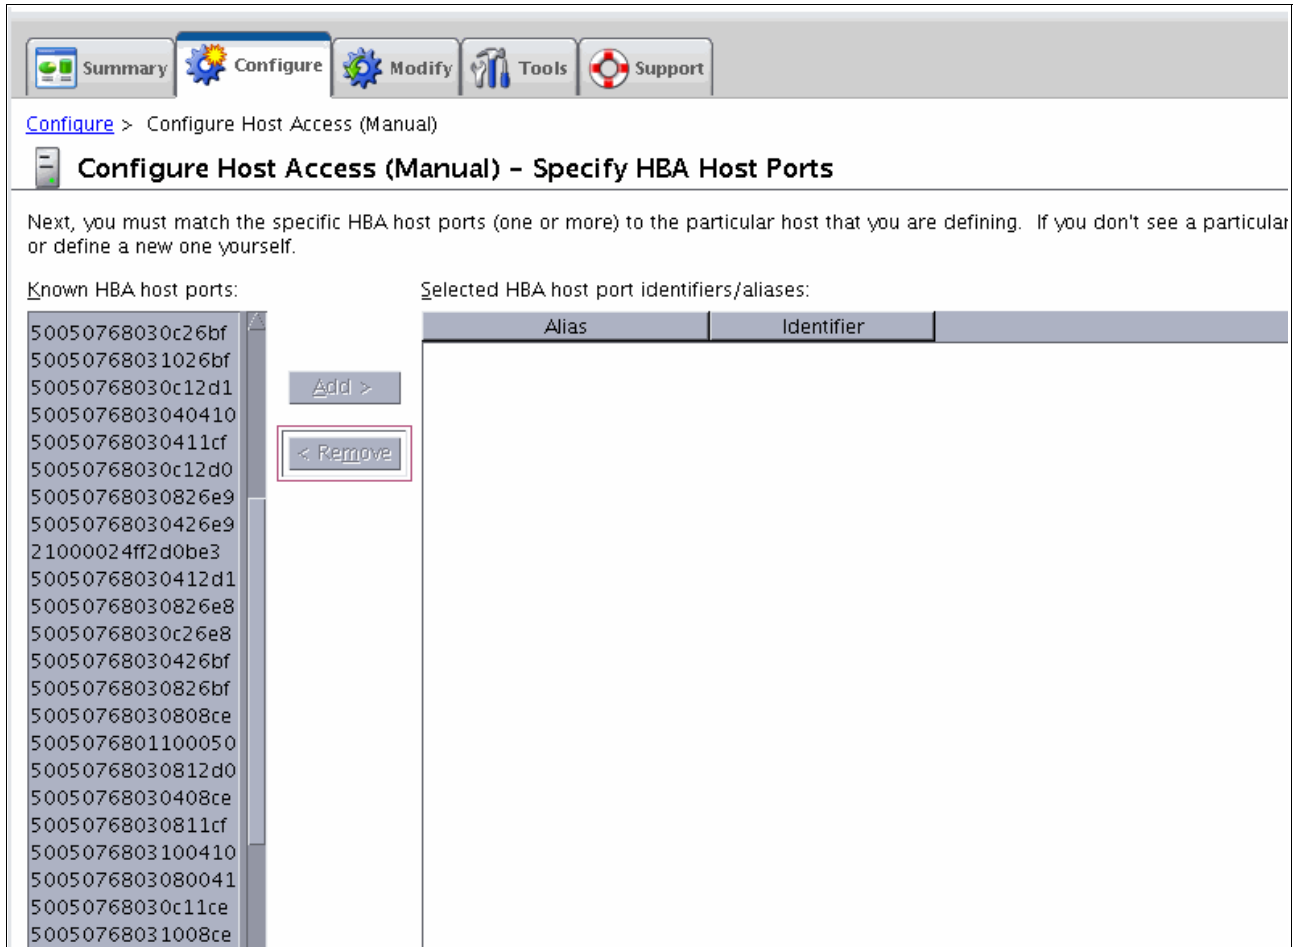 Summary Configure Modify Tools Support
Configure > Configure Host Access (Manual)
Configure Host Access (Manual) – Specify HBA Host Ports
Next, you must match the specific HBA host ports (one or more) to the particular host that you are defining. If you don't see a particular
or define a new one yourself.
Known HBA host ports:
Selected HBA host port identifiers/aliases:
Alias Identifier
50050768030c26bf
50050768031026bf
50050768030c12d1
5005076803040410
50050768030411cf
50050768030c12d0
50050768030826e9
50050768030426e9
21000024ff2d0be3
50050768030412d1
50050768030826e8
50050768030c26e8
50050768030426bf
50050768030826bf
50050768030808ce
5005076801100050
50050768030812d0
50050768030408ce
50050768030811cf
5005076803100410
5005076803080041
50050768030c11ce
50050768031008ce
Add >
< Remove